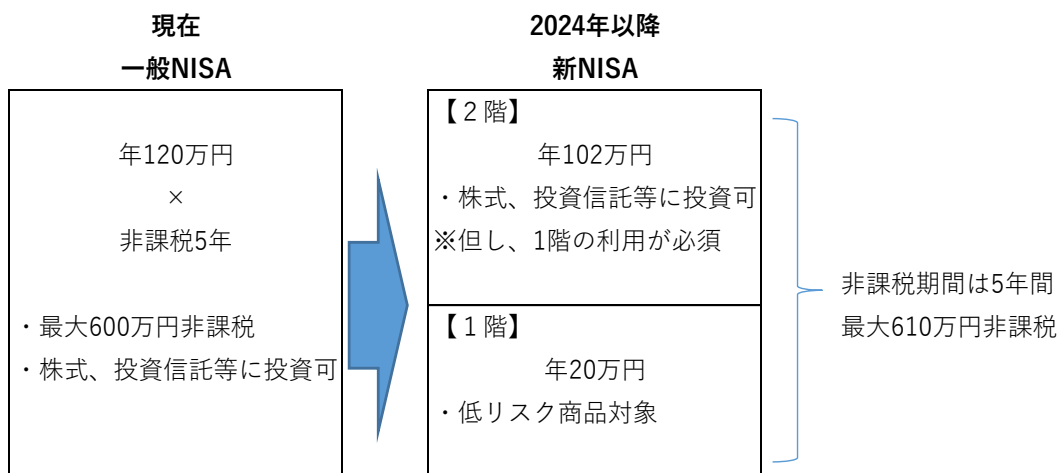 現在
一般NISA
年120万円
×
非課税5年
・最大600万円非課税
・株式、投資信託等に投資可
2024年以降
新NISA
【２階】
年102万円
・株式、投資信託等に投資可
※但し、1階の利用が必須
【１階】
年20万円
・低リスク商品対象
非課税期間は5年間
最大610万円非課税